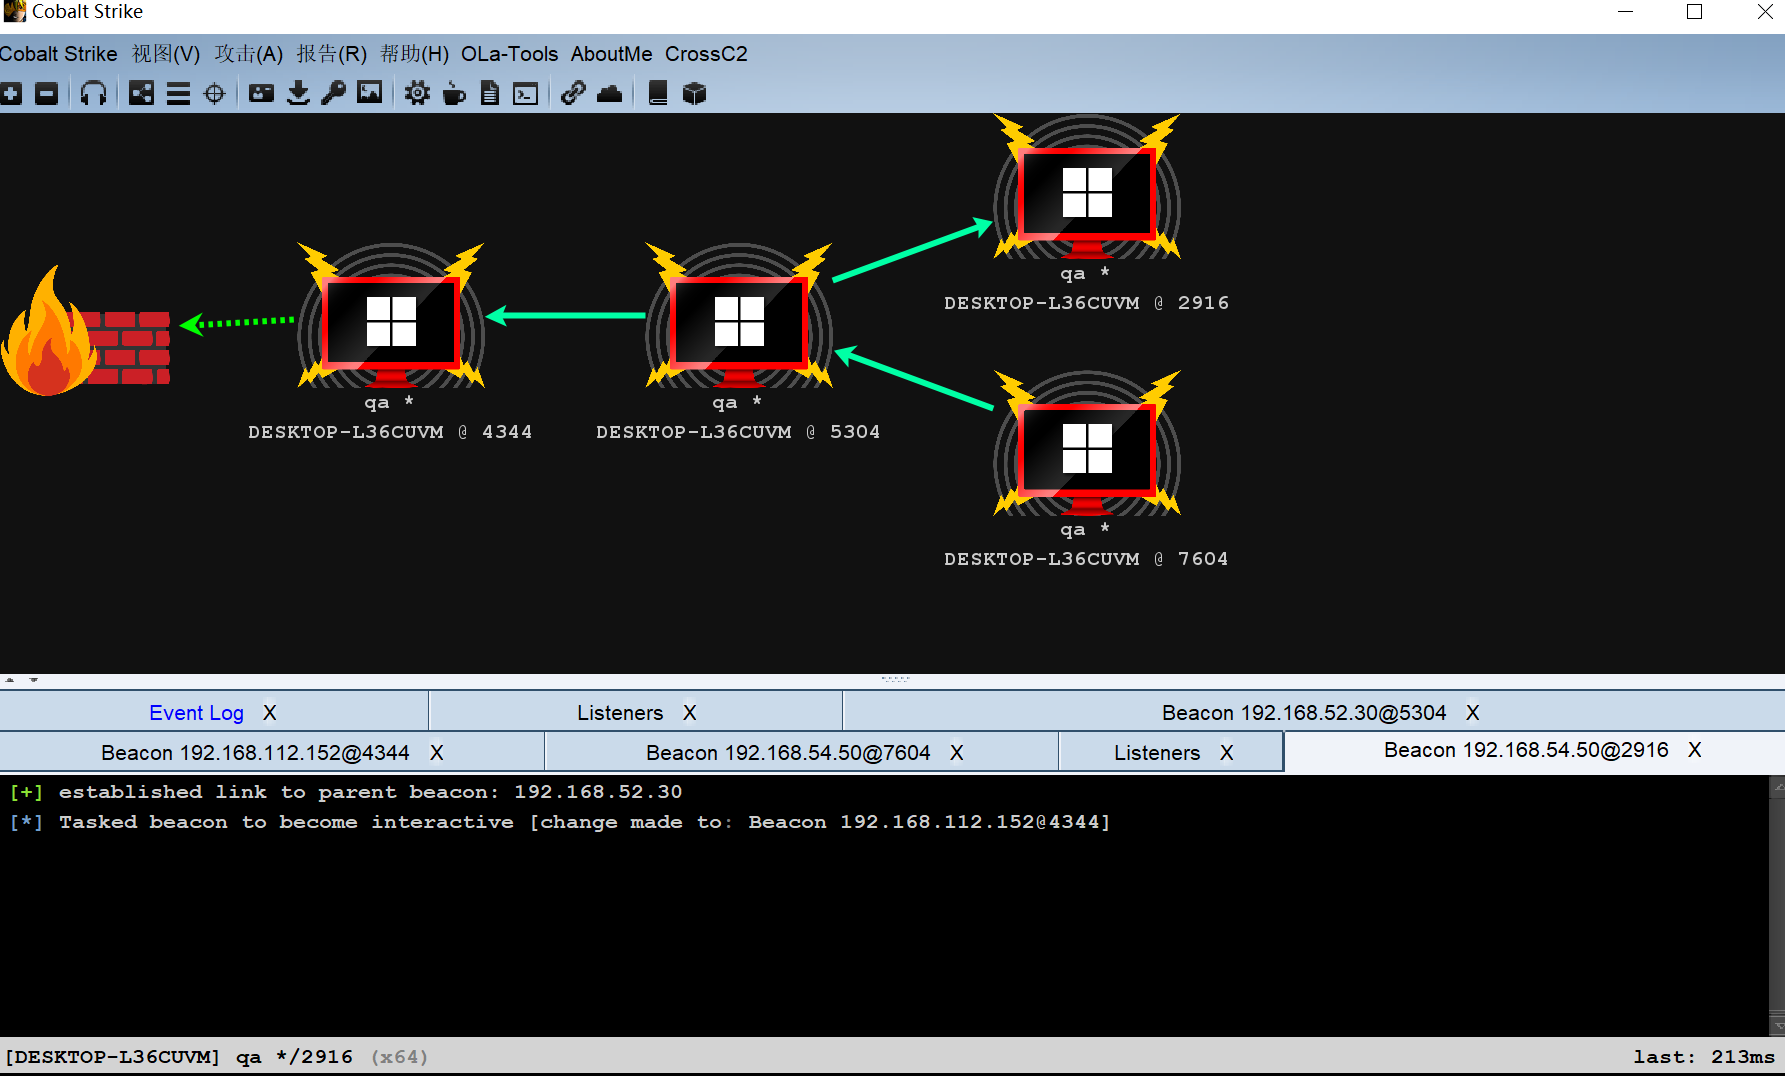 Cobalt Strike
Cobalt Strike 视图(V) 攻击(A) 报告(R) 帮助(H) OLa-Tools AboutMe CrossC2
qa *
DESKTOP-L36CUVM @ 2916
qa *
DESKTOP-L36CUVM @ 4344
qa *
DESKTOP-L36CUVM @ 5304
qa *
DESKTOP-L36CUVM @ 7604
Event Log X
Listeners X
Beacon 192.168.52.30@5304 X
Beacon 192.168.112.152@4344 X
Beacon 192.168.54.50@7604 X
Listeners X
Beacon 192.168.54.50@2916 X
[+] established link to parent beacon: 192.168.52.30
[*] Tasked beacon to become interactive [change made to: Beacon 192.168.112.152@4344]
[DESKTOP-L36CUVM] qa */2916 (x64)
last: 213ms